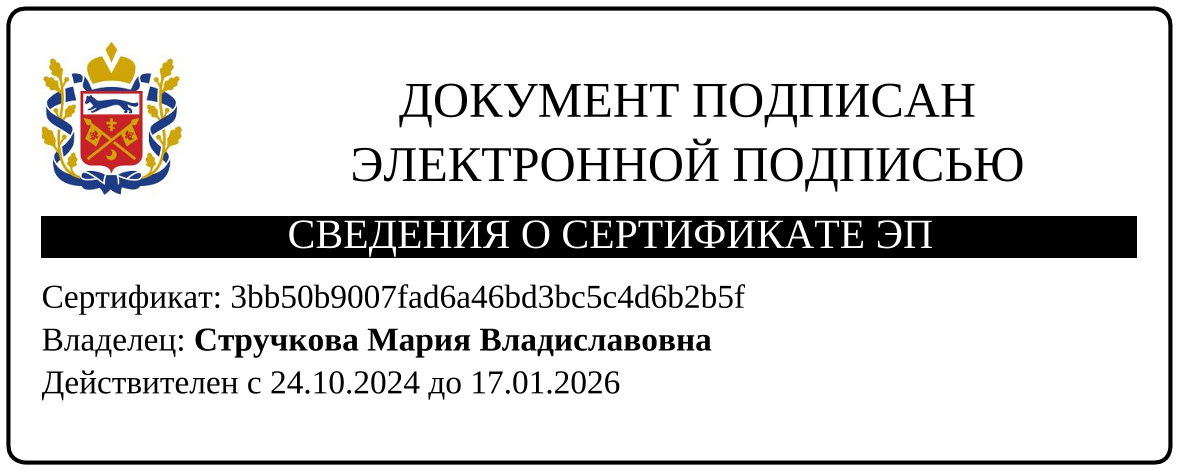 ДОКУМЕНТ ПОДПИСАН
ЭЛЕКТРОННОЙ ПОДПИСЬЮ
СВЕДЕНИЯ О СЕРТИФИКАТЕ ЭП
Сертификат: 3bb50b9007fad6a46bd3bc5c4d6b2b5f
Владелец: Стручкова Мария Владиславовна
Действителен с 24.10.2024 до 17.01.2026